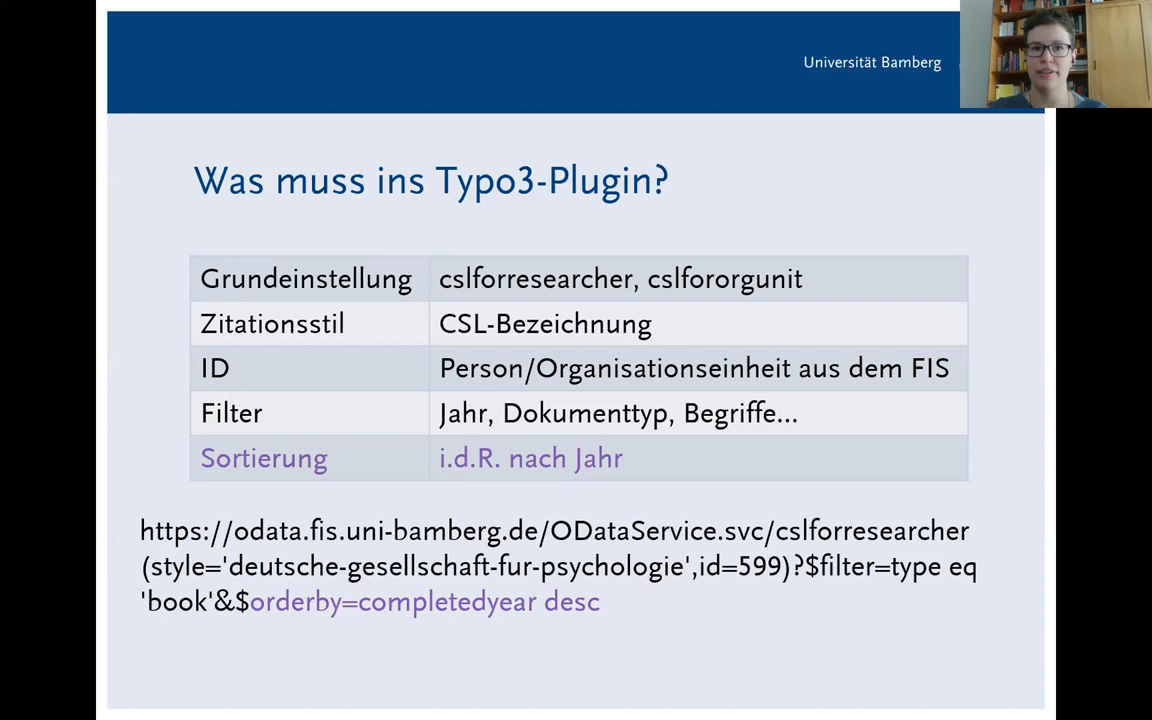 Universität Bamberg
Was muss ins Typo3-Plugin?
Grundeinstellung cslforresearcher, cslfororgunit
Zitationsstil CSL-Bezeichnung
ID Person/Organisationseinheit aus dem FIS
Filter Jahr, Dokumenttyp, Begriffe...
Sortierung i.d.R. nach Jahr
https://odata.fis.uni-bamberg.de/ODataService.svc/cslforresearcher
(style='deutsche-gesellschaft-fur-psychologie',id=599)?$filter=type eq
'book'&$orderby=completedyear desc